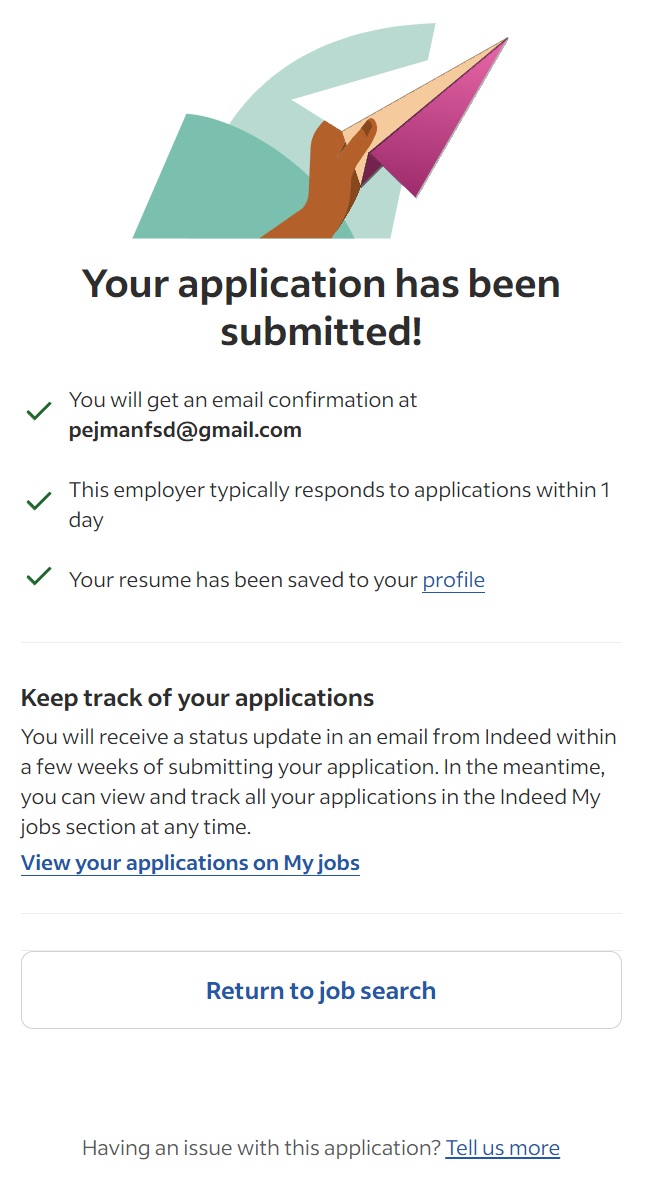 Your application has been
submitted!
You will get an email confirmation at
pejmanfsd@gmail.com
This employer typically responds to applications within 1
day
Your resume has been saved to your profile
Keep track of your applications
You will receive a status update in an email from Indeed within
a few weeks of submitting your application. In the meantime,
you can view and track all your applications in the Indeed My
jobs section at any time.
View your applications on My jobs
Return to job search
Having an issue with this application? Tell us more